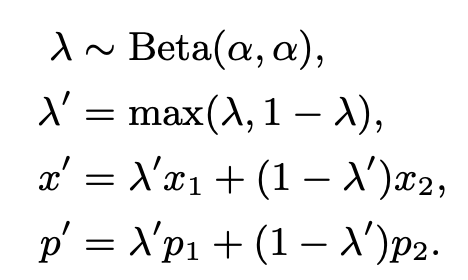 λ ∼ Beta(α, α),
λ′ = max(λ, 1 − λ),
x′ = λ′x₁ + (1 − λ′)x₂,
p′ = λ′p₁ + (1 − λ′)p₂.